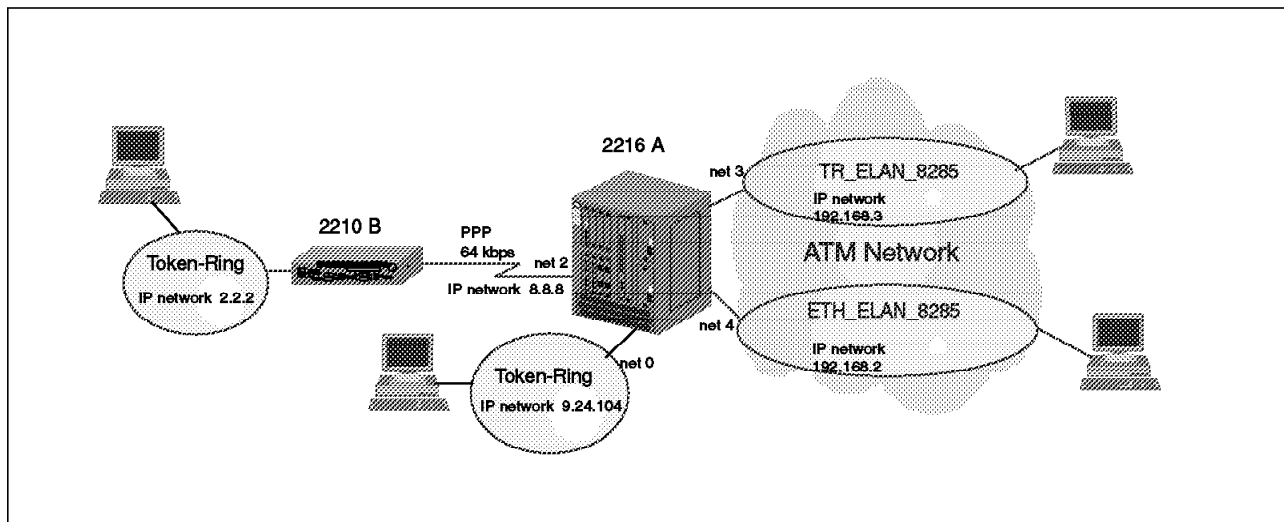 2216 A
net 3
TR_ELAN_8285
IP network
192.168.3
2210 B
PPP
64 kbps
net 2
IP network 8.8.8
Token-Ring
IP network 2.2.2
ATM Network
net 4
ETH_ELAN_8285
IP network
192.168.2
net 0
Token-Ring
IP network 9.24.104